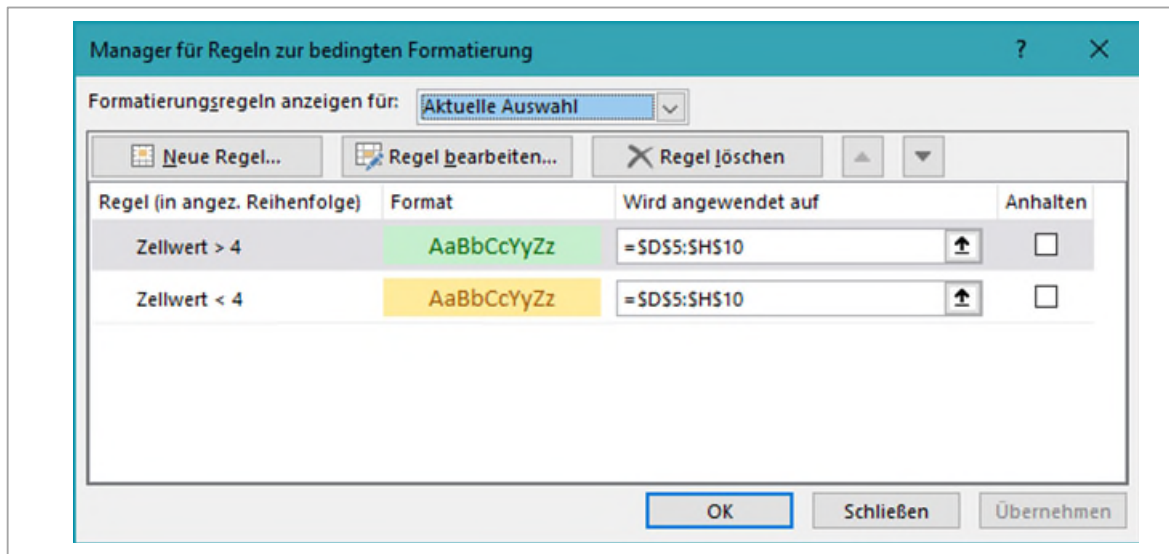 Manager für Regeln zur bedingten Formatierung ? ×
Formatierungsregeln anzeigen für: Aktuelle Auswahl
Neue Regel... Regel bearbeiten... Regel löschen
Regel (in angez. Reihenfolge) Format Wird angewendet auf Anhalten
Zellwert > 4 AaBbCcYyZz =$D$5:$H$10
Zellwert < 4 AaBbCcYyZz =$D$5:$H$10
OK Schließen Übernehmen